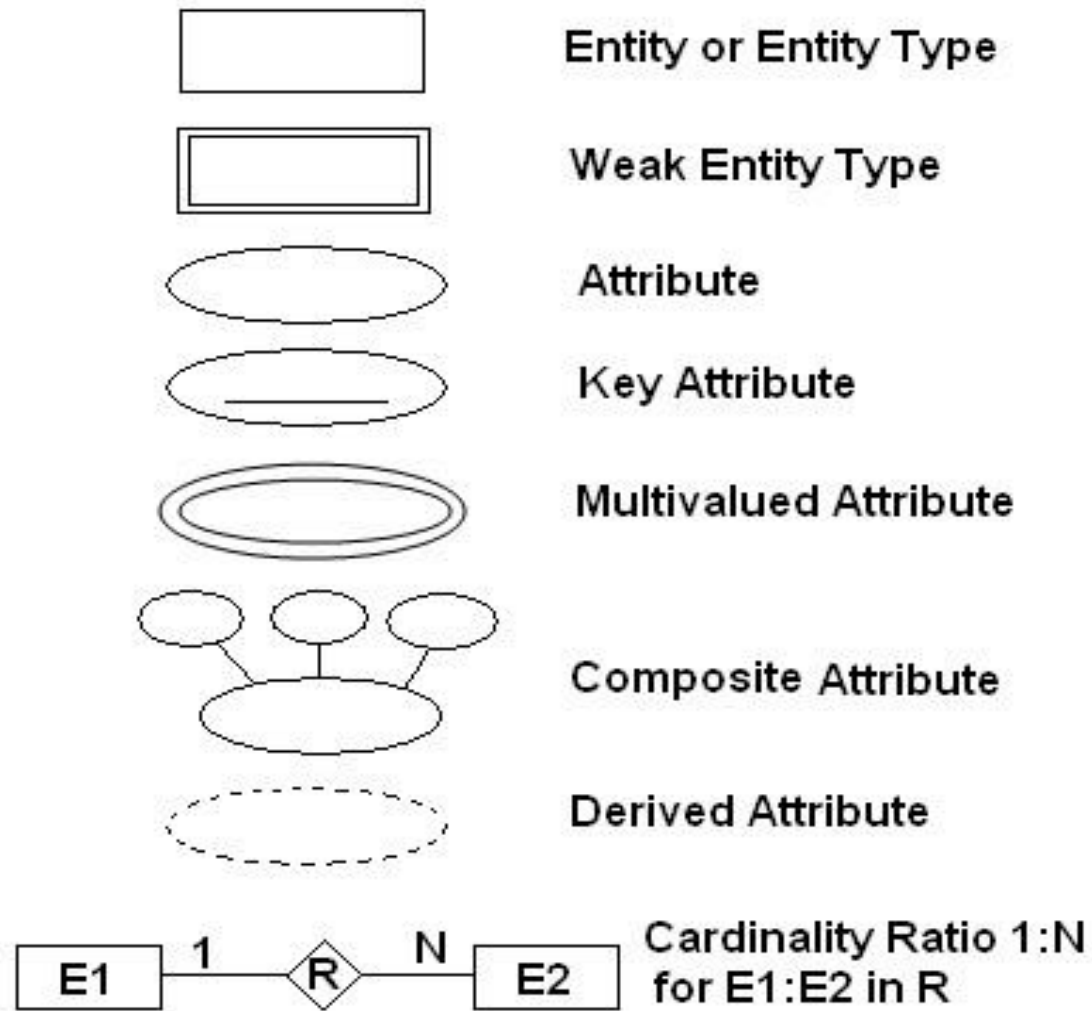 Entity or Entity Type
Weak Entity Type
Attribute
Key Attribute
Multivalued Attribute
Composite Attribute
Derived Attribute
E1 1 R N E2 Cardinality Ratio 1:N
for E1:E2 in R